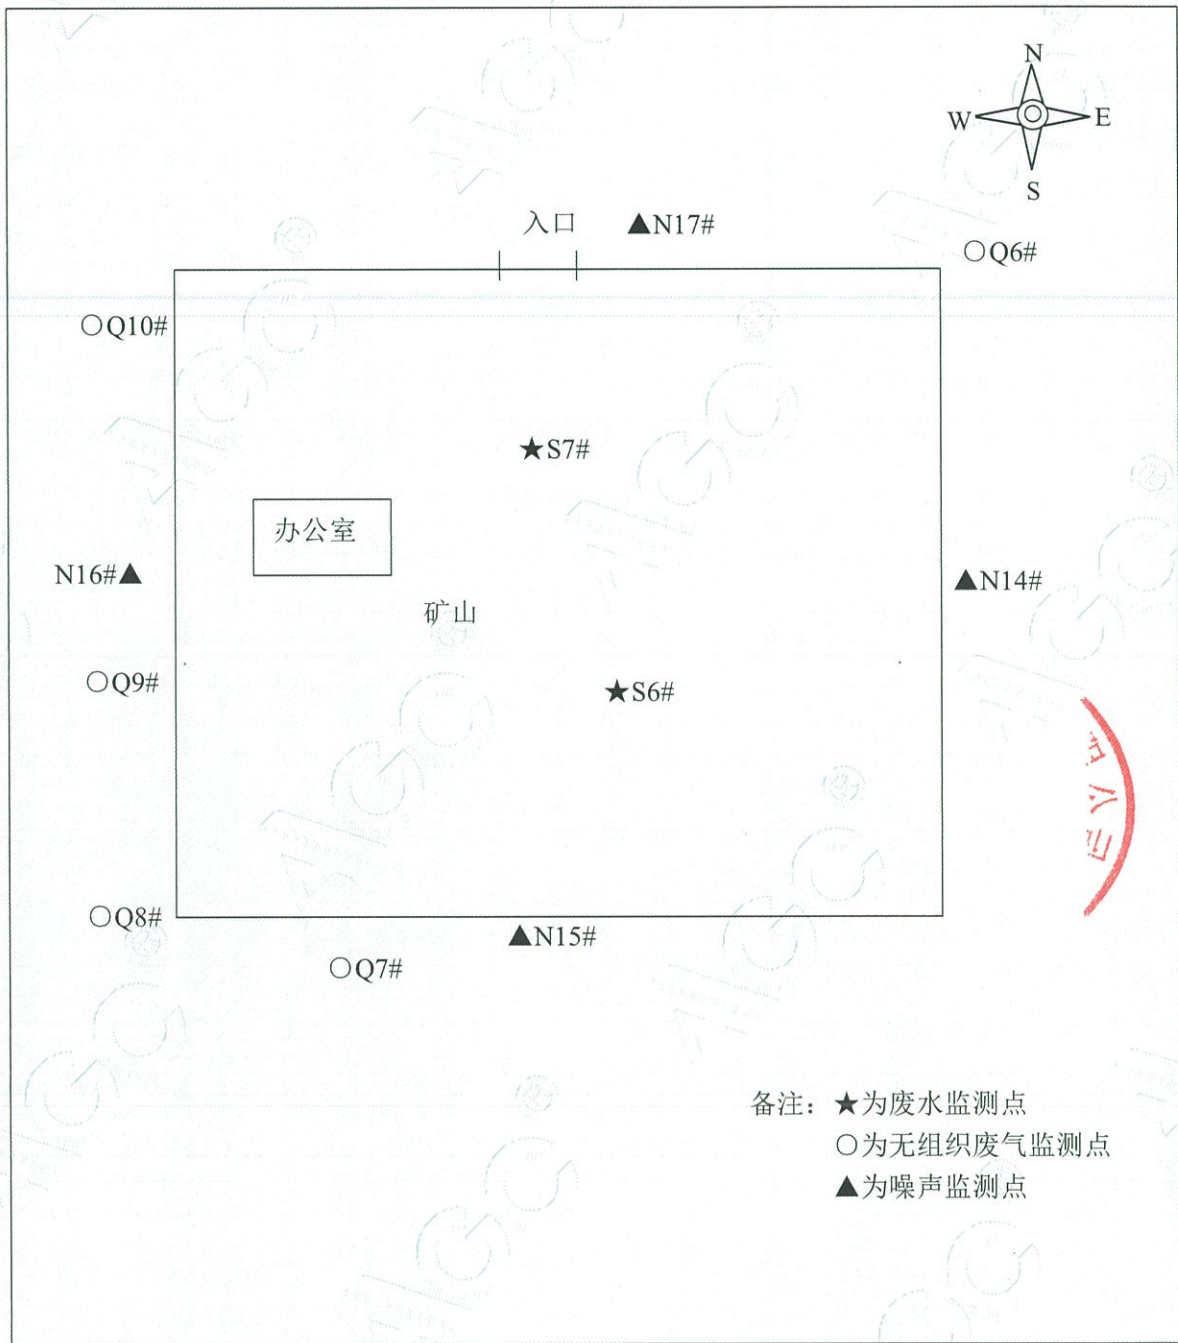 N
W E
S
入口 ▲N17#
○Q6#
○Q10#
★S7#
办公室
N16#▲
▲N14#
矿山
○Q9#
★S6#
○Q8#
▲N15#
○Q7#
备注：★为废水监测点
○为无组织废气监测点
▲为噪声监测点